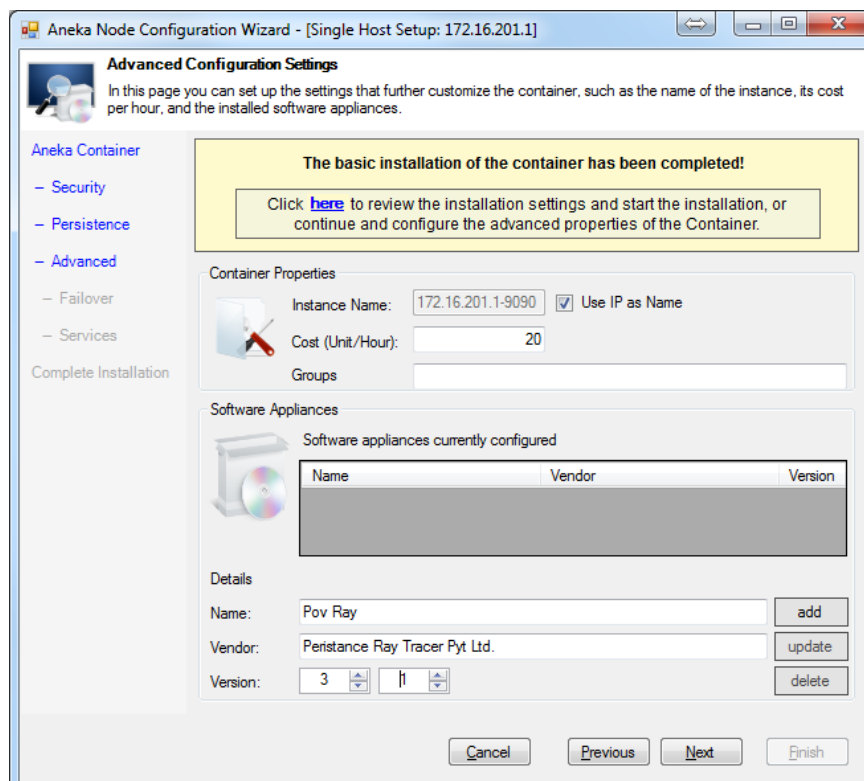 Aneka Node Configuration Wizard - [Single Host Setup: 172.16.201.1]
Advanced Configuration Settings
In this page you can set up the settings that further customize the container, such as the name of the instance, its cost
per hour, and the installed software appliances.
Aneka Container
– Security
– Persistence
– Advanced
– Failover
– Services
Complete Installation
The basic installation of the container has been completed!
Click here to review the installation settings and start the installation, or
continue and configure the advanced properties of the Container.
Container Properties
Instance Name: 172.16.201.1-9090 Use IP as Name
Cost (Unit/Hour): 20
Groups
Software Appliances
Software appliances currently configured
Name Vendor Version
Details
Name: Pov Ray add
Vendor: Peristance Ray Tracer Pyt Ltd. update
Version: 3 1 delete
Cancel Previous Next Finish